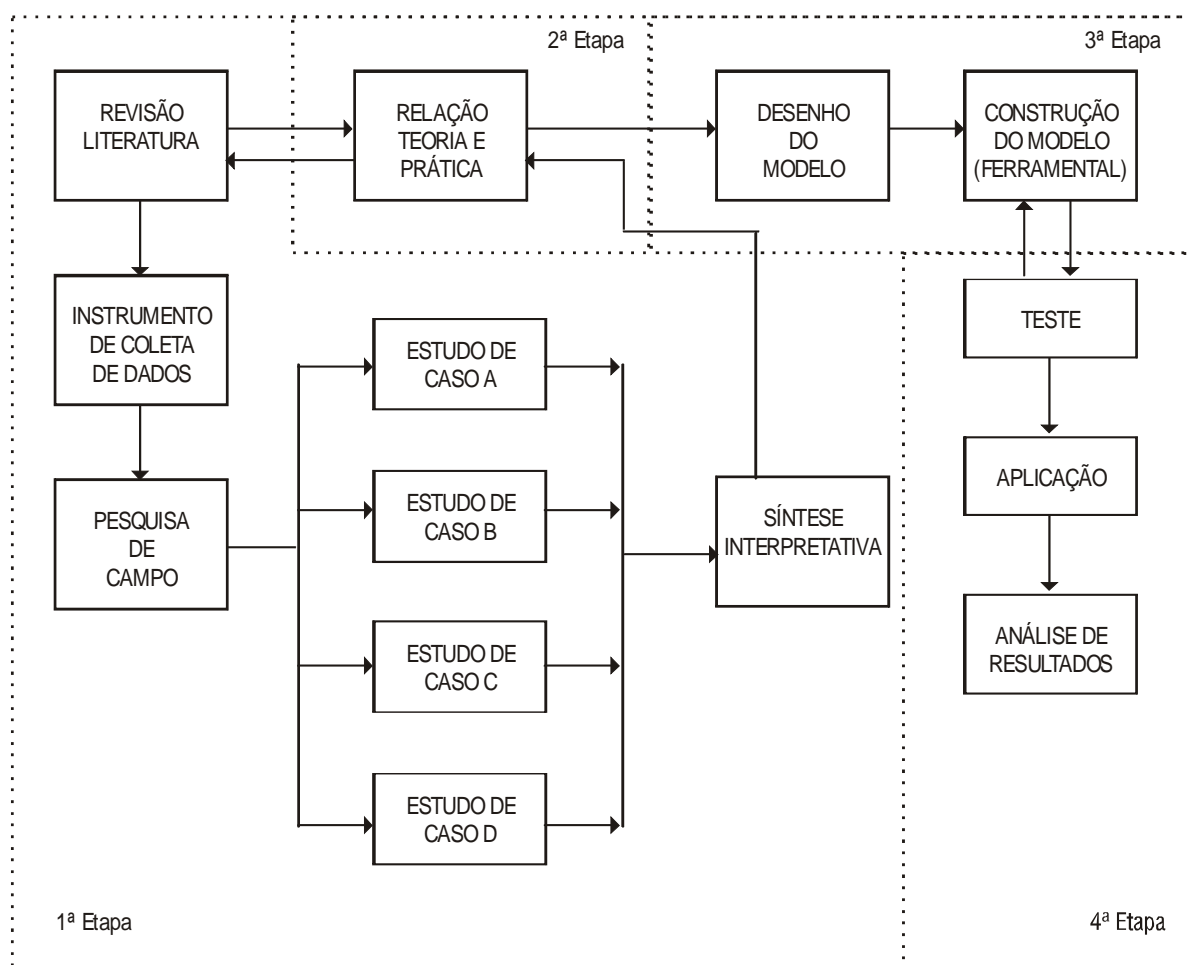 2ª Etapa
3ª Etapa
REVISÃO
LITERATURA
RELAÇÃO
TEORIA E
PRÁTICA
DESENHO
DO
MODELO
CONSTRUÇÃO
DO MODELO
(FERRAMENTAL)
INSTRUMENTO
DE COLETA
DE DADOS
ESTUDO DE
CASO A
TESTE
PESQUISA
DE
CAMPO
ESTUDO DE
CASO B
SÍNTESE
INTERPRETATIVA
APLICAÇÃO
ESTUDO DE
CASO C
ANÁLISE DE
RESULTADOS
ESTUDO DE
CASO D
1ª Etapa
4ª Etapa